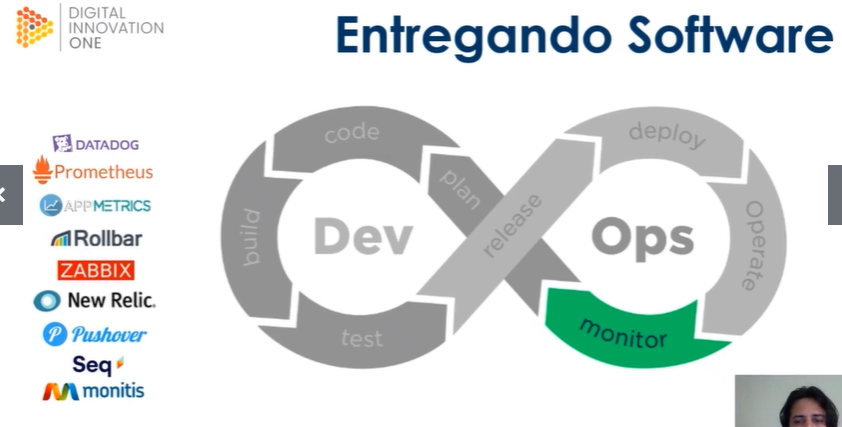 DIGITAL
INNOVATION
ONE
Entregando Software
DATADOG
Prometheus
APPMETRICS
Rollbar
ZABBIX
New Relic.
Pushover
Seq
monitis
code
build
plan
Dev
test
release
deploy
Ops
Operate
monitor